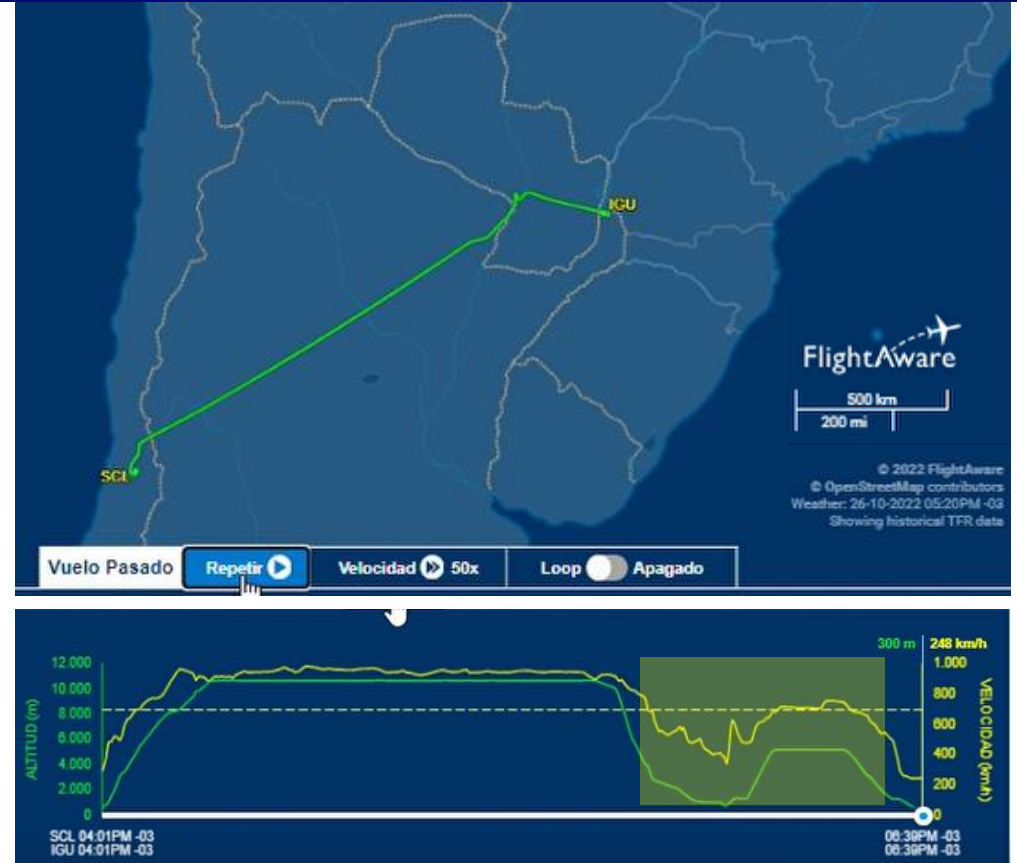 IGU
SCL
FlightAware
500 km
200 mi
© 2022 FlightAware
© OpenStreetMap contributors
Weather: 26-10-2022 05:20PM -03
Showing historical TFR data
Vuelo Pasado Repetir Velocidad 50x Loop Apagado
300 m 248 km/h
12.000 1.000
10.000 800
8.000 600
6.000 400
4.000 200
2.000
0 0
ALTITUD (m)
VELOCIDAD (km/h)
SCL 04:01PM -03 06:39PM -03
IGU 04:01PM -03 06:39PM -03